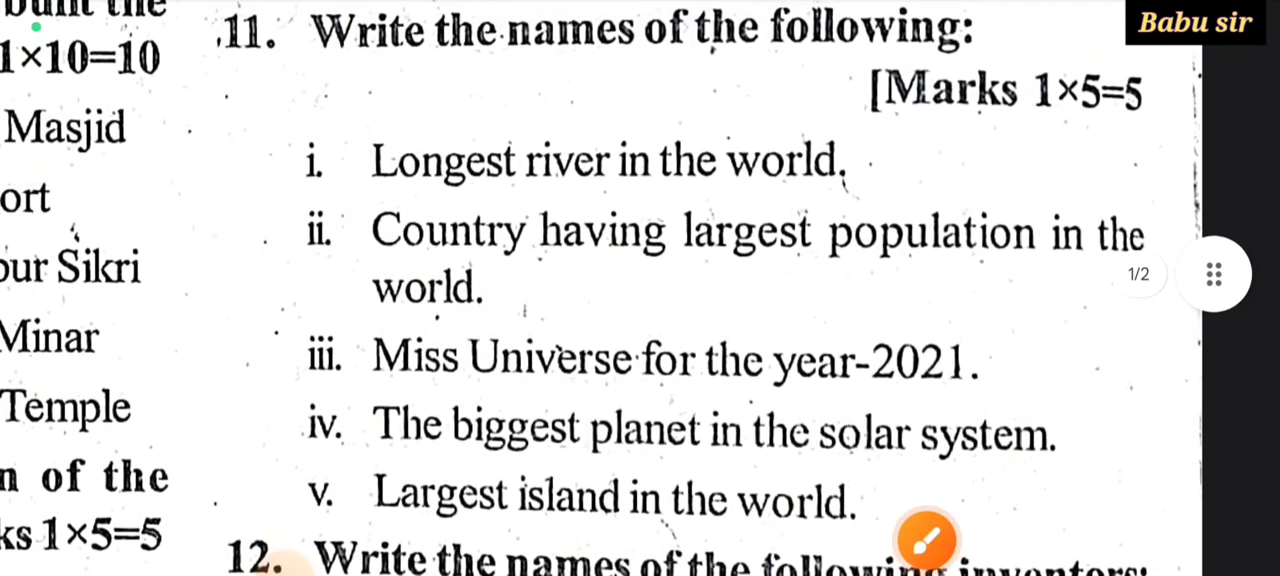 1×10=10
Masjid
ort
our Sikri
Minar
Temple
n of the
ks 1×5=5
Babu sir
11. Write the names of the following:
[Marks 1×5=5
i. Longest river in the world.
ii. Country having largest population in the
world.
1/2
iii. Miss Universe for the year-2021.
iv. The biggest planet in the solar system.
v. Largest island in the world.
12. Write the names of the following inventors: